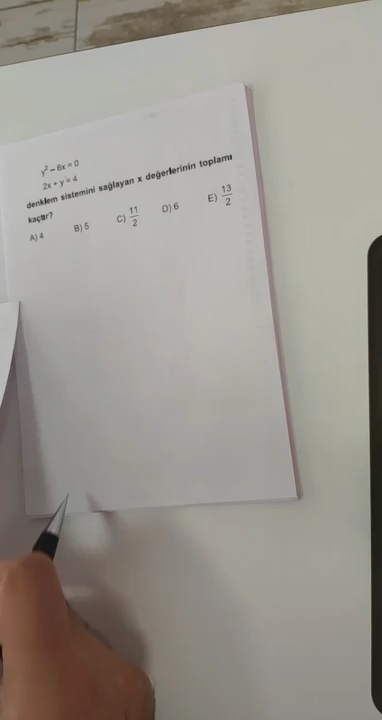 y² − 6x = 0
2x + y = 4
denklem sistemini sağlayan x değerlerinin toplamı
kaçtır?
A) 4 B) 5 C) 11/2 D) 6 E) 13/2